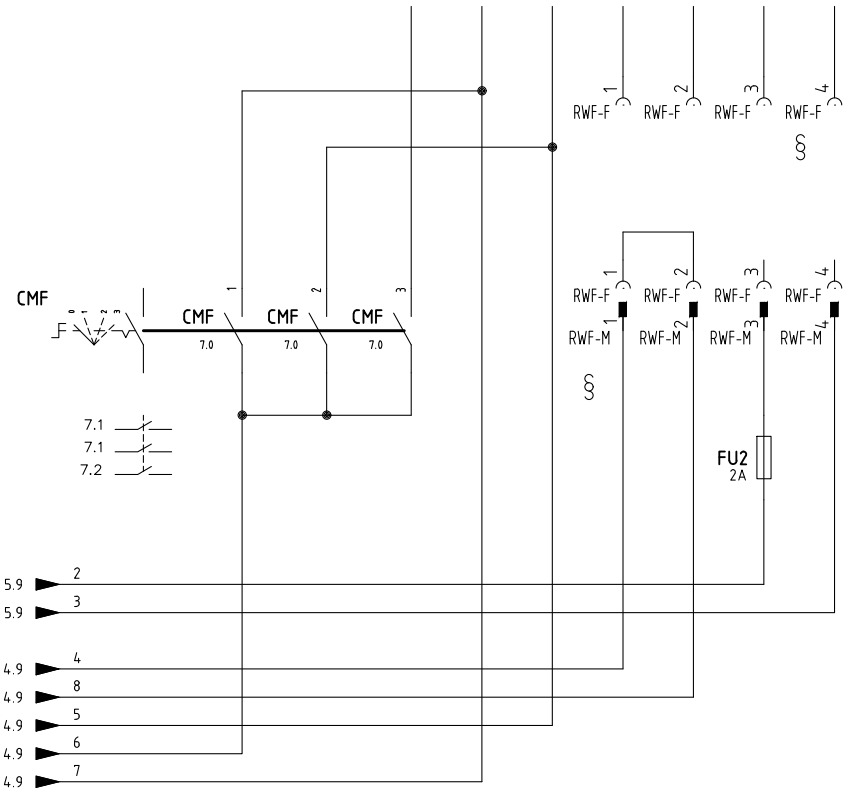 1 2 3 4
RWF-F RWF-F RWF-F RWF-F
§
1 2 3
1 2 3 4
CMF
0 1 2 3
CMF CMF CMF
7.0 7.0 7.0
RWF-F RWF-F RWF-F RWF-F
1 2 3 4
RWF-M RWF-M RWF-M RWF-M
§
7.1
7.1
7.2
FU2
2A
5.9 2
5.9 3
4.9 4
4.9 8
4.9 5
4.9 6
4.9 7